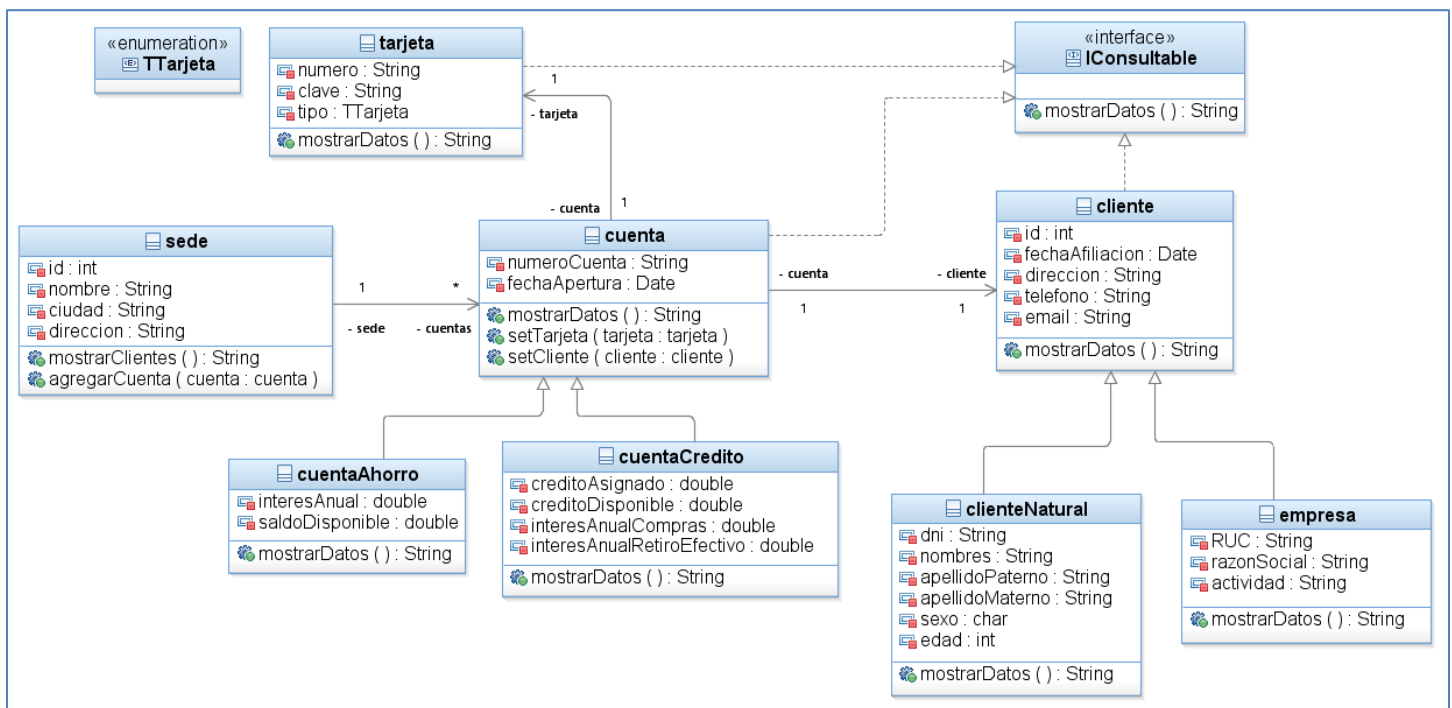 «enumeration»
TTarjeta
tarjeta
numero : String
clave : String
tipo : TTarjeta
mostrarDatos ( ) : String
«interface»
IConsultable
mostrarDatos ( ) : String
1
- tarjeta
- cuenta
1
sede
id : int
nombre : String
ciudad : String
direccion : String
mostrarClientes ( ) : String
agregarCuenta ( cuenta : cuenta )
1
*
- sede
- cuentas
cuenta
numeroCuenta : String
fechaApertura : Date
mostrarDatos ( ) : String
setTarjeta ( tarjeta : tarjeta )
setCliente ( cliente : cliente )
- cuenta
- cliente
1
1
cliente
id : int
fechaAfiliacion : Date
direccion : String
telefono : String
email : String
mostrarDatos ( ) : String
cuentaAhorro
interesAnual : double
saldoDisponible : double
mostrarDatos ( ) : String
cuentaCredito
creditoAsignado : double
creditoDisponible : double
interesAnualCompras : double
interesAnualRetiroEfectivo : double
mostrarDatos ( ) : String
clienteNatural
dni : String
nombres : String
apellidoPaterno : String
apellidoMaterno : String
sexo : char
edad : int
mostrarDatos ( ) : String
empresa
RUC : String
razonSocial : String
actividad : String
mostrarDatos ( ) : String